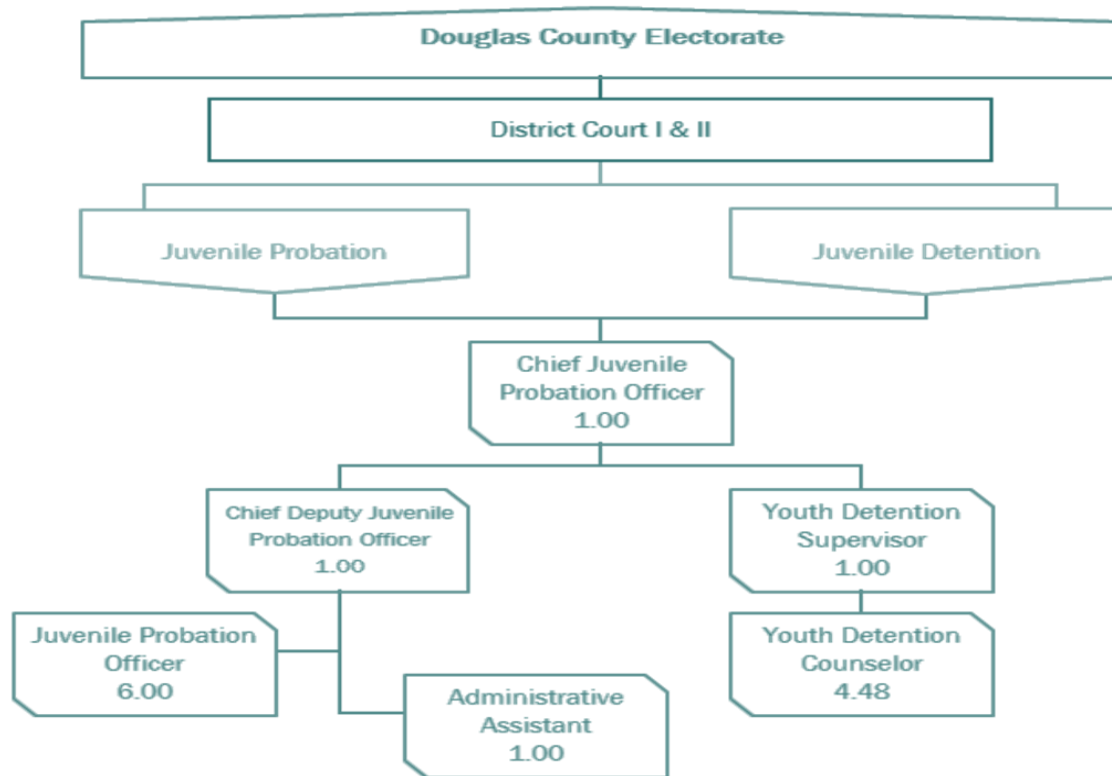 Douglas County Electorate
District Court I & II
Juvenile Probation
Juvenile Detention
Chief Juvenile
Probation Officer
1.00
Chief Deputy Juvenile
Probation Officer
1.00
Youth Detention
Supervisor
1.00
Juvenile Probation
Officer
6.00
Administrative
Assistant
1.00
Youth Detention
Counselor
4.48